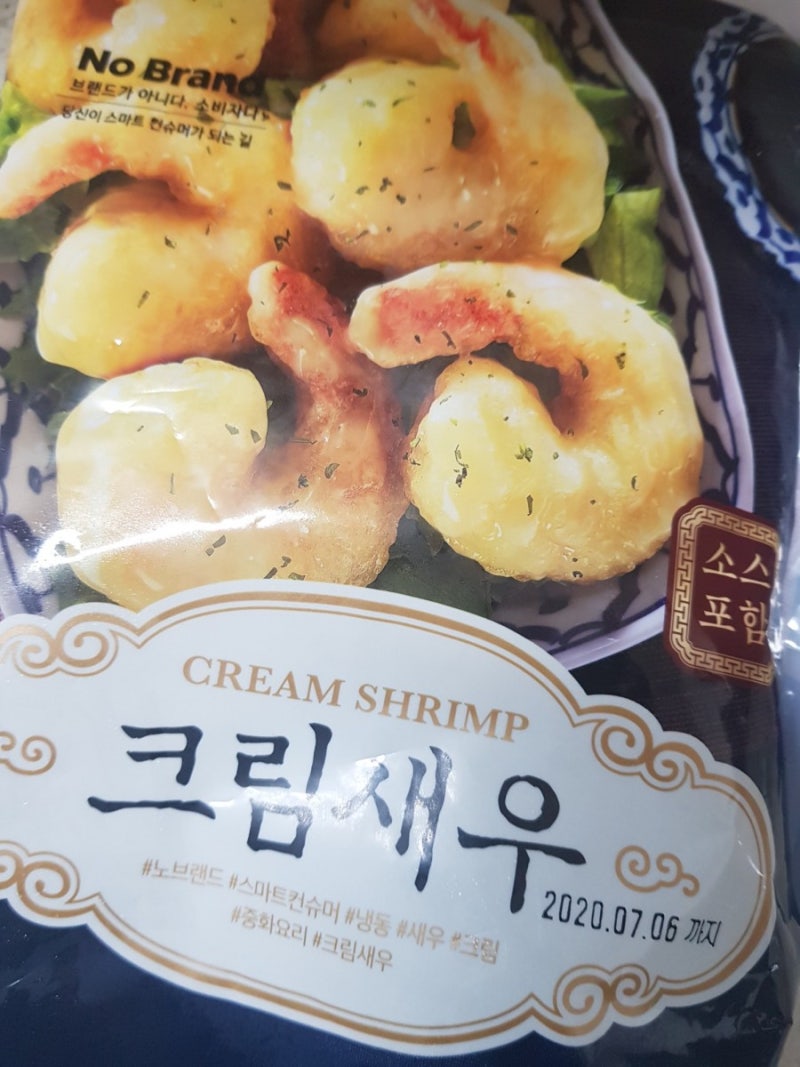 No Brand
브랜드가 아니다. 소비자다.
당신이 스마트 컨슈머가 되는 길
소스
포함
CREAM SHRIMP
크림새우
#노브랜드 #스마트컨슈머 #냉동 #새우 #크림
#중화요리 #크림새우
2020.07.06 까지